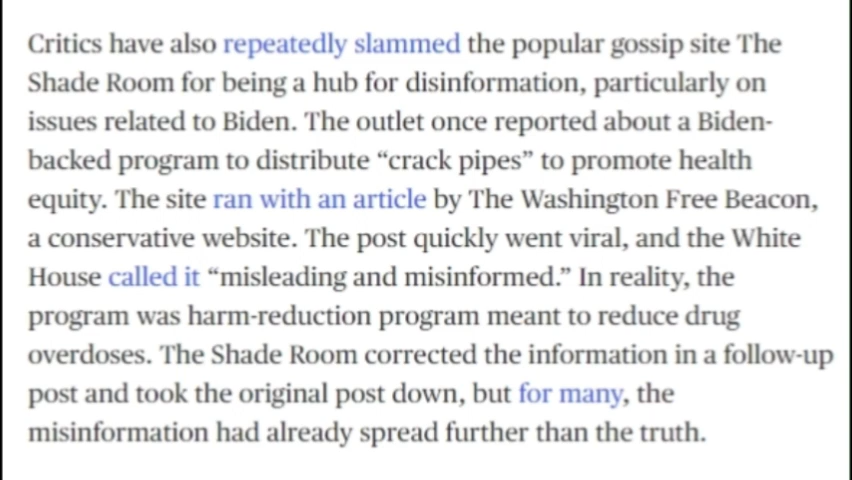 Critics have also repeatedly slammed the popular gossip site The
Shade Room for being a hub for disinformation, particularly on
issues related to Biden. The outlet once reported about a Biden-
backed program to distribute “crack pipes” to promote health
equity. The site ran with an article by The Washington Free Beacon,
a conservative website. The post quickly went viral, and the White
House called it “misleading and misinformed.” In reality, the
program was harm-reduction program meant to reduce drug
overdoses. The Shade Room corrected the information in a follow-up
post and took the original post down, but for many, the
misinformation had already spread further than the truth.